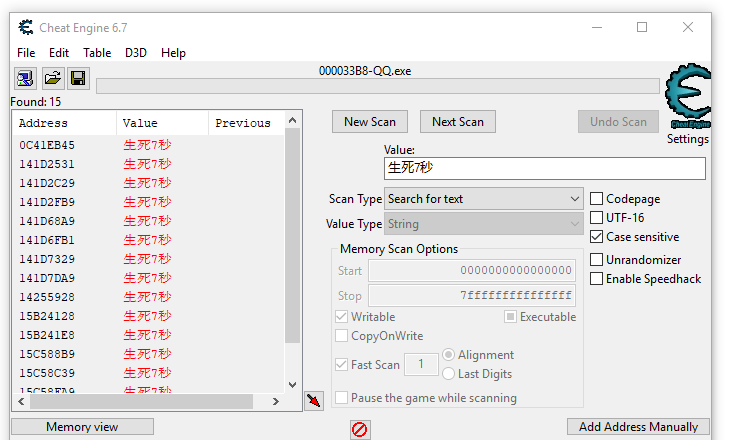 Cheat Engine 6.7
File Edit Table D3D Help
000033B8-QQ.exe
Found: 15
Settings
Address Value Previous
0C41EB45 生死7秒
141D2531 生死7秒
141D2C29 生死7秒
141D2FB9 生死7秒
141D68A9 生死7秒
141D6FB1 生死7秒
141D7329 生死7秒
141D7DA9 生死7秒
14255928 生死7秒
15B24128 生死7秒
15B241E8 生死7秒
15C588B9 生死7秒
15C58C39 生死7秒
15C58FA9 生死7秒
New Scan Next Scan Undo Scan
Value:
生死7秒
Scan Type Search for text
Value Type String
Codepage
UTF-16
Case sensitive
Unrandomizer
Enable Speedhack
Memory Scan Options
Start 0000000000000000
Stop 7fffffffffffffff
Writable Executable
CopyOnWrite
Fast Scan 1 Alignment
Last Digits
Pause the game while scanning
Memory view
Add Address Manually